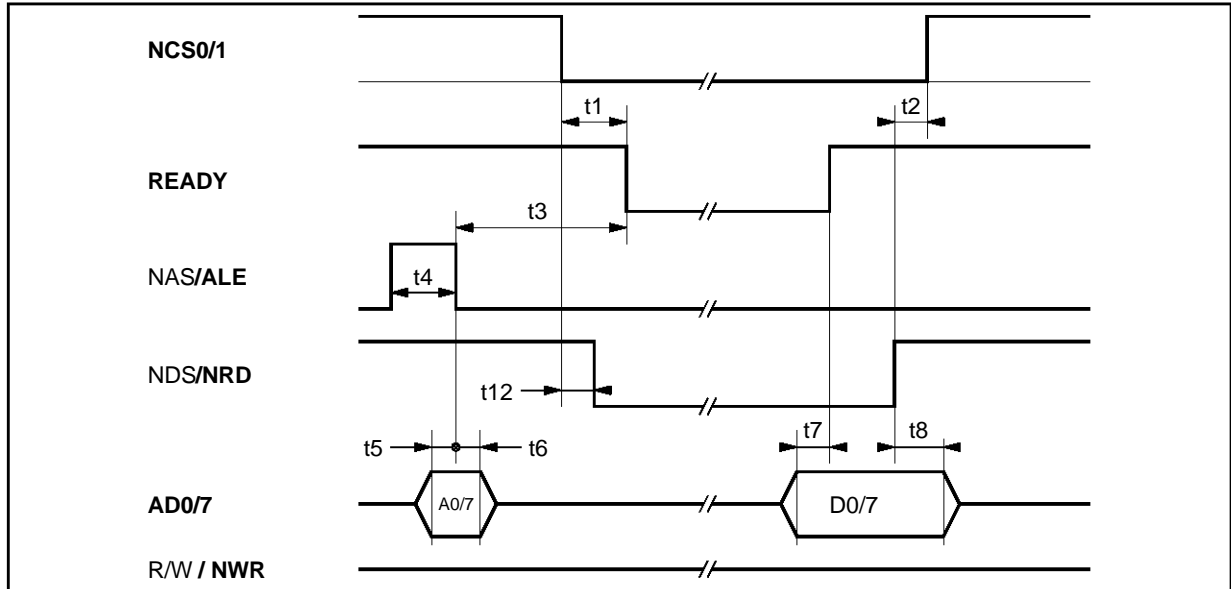 NCS0/1
t1
t2
READY
t3
NAS/ALE
t4
NDS/NRD
t12
t5
t6
t7
t8
AD0/7
A0/7
D0/7
R/W / NWR